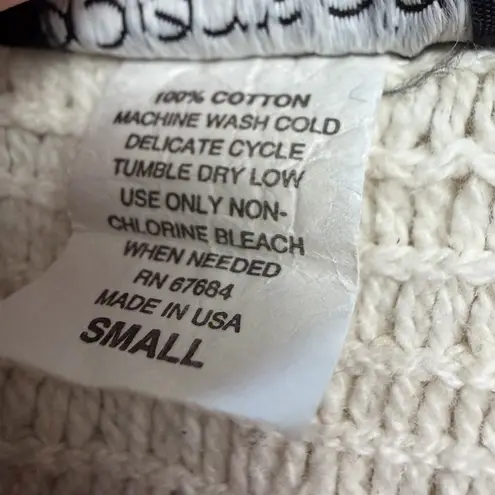 100% COTTON
MACHINE WASH COLD
DELICATE CYCLE
TUMBLE DRY LOW
USE ONLY NON-
CHLORINE BLEACH
WHEN NEEDED
RN 67684
MADE IN USA
SMALL